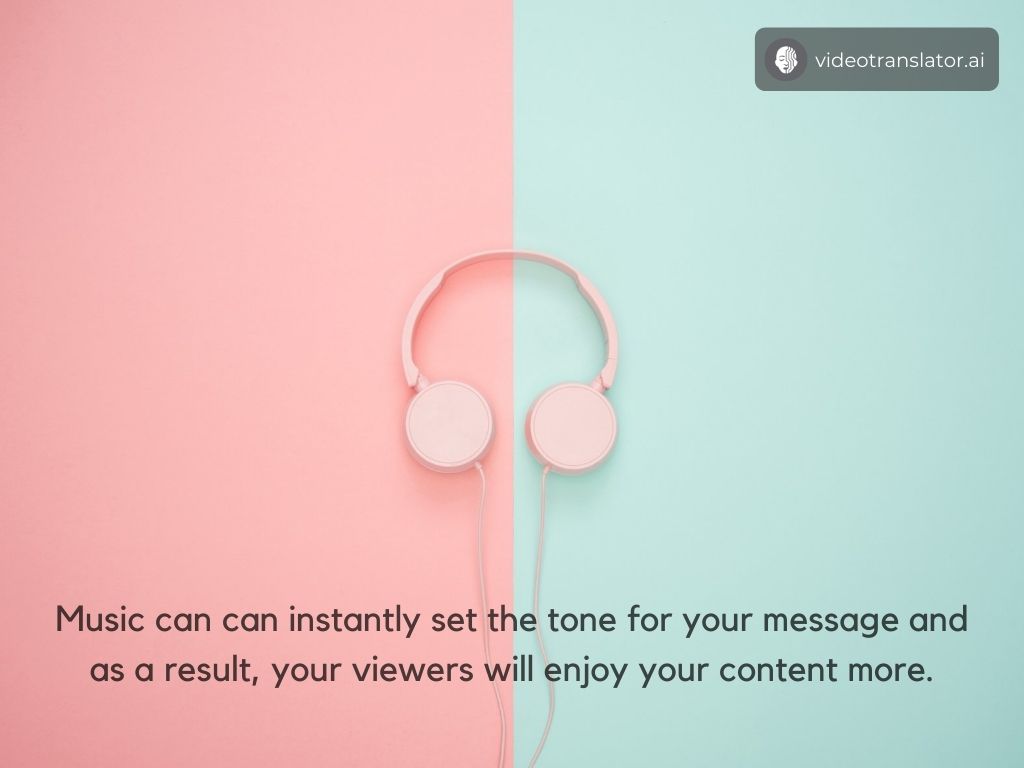 videotranslator.ai
Music can can instantly set the tone for your message and
as a result, your viewers will enjoy your content more.